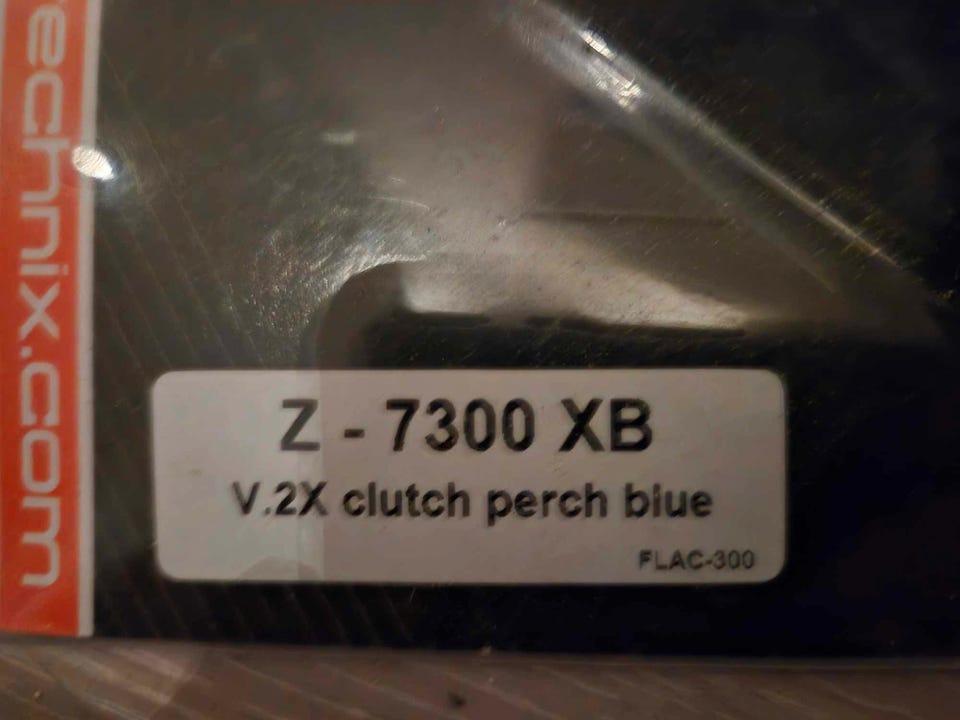 echnix.com
Z - 7300 XB
V.2X clutch perch blue
FLAC-300